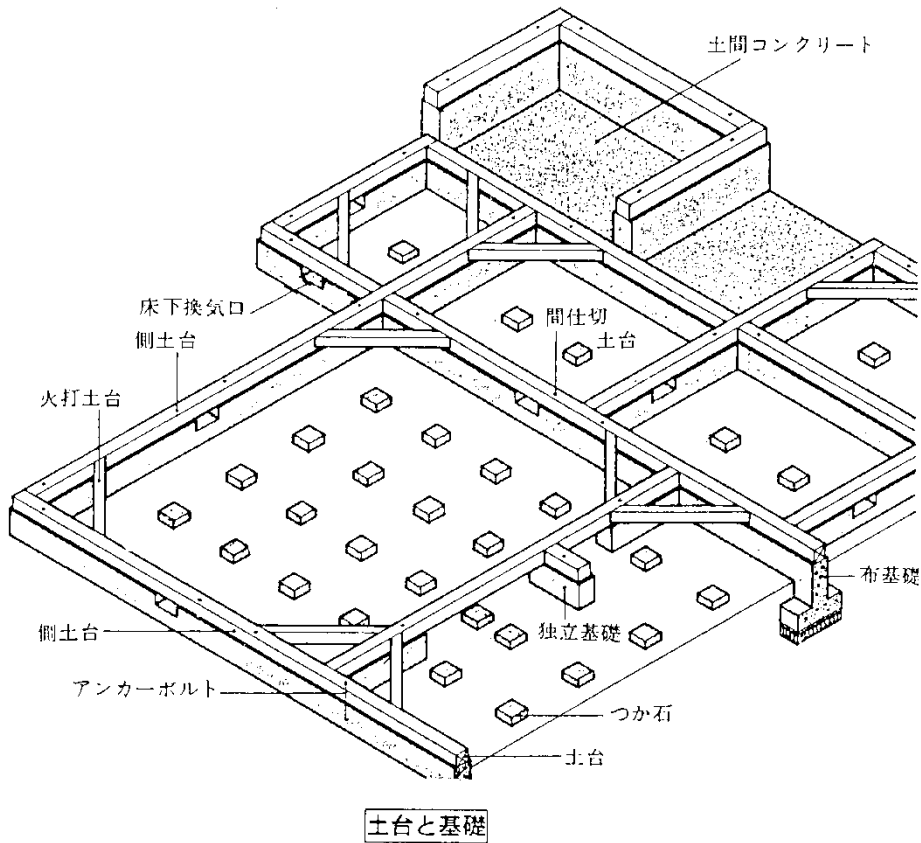 土間コンクリート
床下換気口
側土台
間仕切
土台
火打土台
布基礎
側土台
独立基礎
アンカーボルト
つか石
土台
土台と基礎